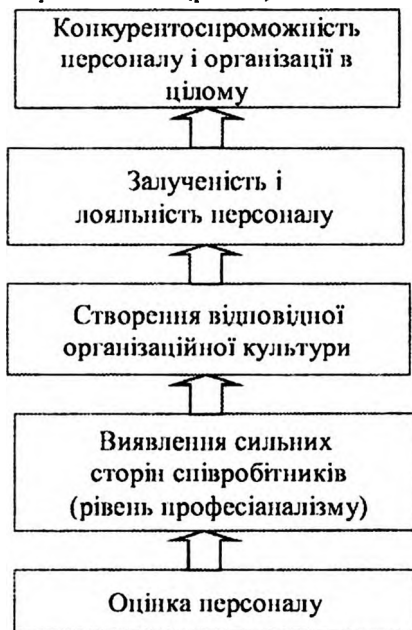 Конкурентоспроможність
персоналу і організації в
цілому
Залученість і
лояльність персоналу
Створення відповідної
організаційної культури
Виявлення сильних
сторін співробітників
(рівень професіаналізму)
Оцінка персоналу